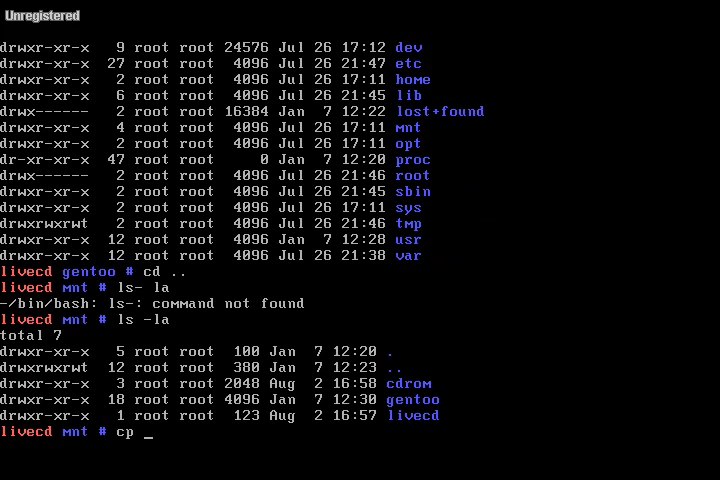 Unregistered
drwxr-xr-x   9 root root 24576 Jul 26 17:12 dev
drwxr-xr-x  27 root root  4096 Jul 26 21:47 etc
drwxr-xr-x   2 root root  4096 Jul 26 17:11 home
drwxr-xr-x   6 root root  4096 Jul 26 21:45 lib
drwx------   2 root root 16384 Jan  7 12:22 lost+found
drwxr-xr-x   4 root root  4096 Jul 26 17:11 mnt
drwxr-xr-x   2 root root  4096 Jul 26 17:11 opt
dr-xr-xr-x  47 root root     0 Jan  7 12:20 proc
drwx------   2 root root  4096 Jul 26 21:46 root
drwxr-xr-x   2 root root  4096 Jul 26 21:45 sbin
drwxr-xr-x   2 root root  4096 Jul 26 17:11 sys
drwxrwxrwt   2 root root  4096 Jul 26 21:46 tmp
drwxr-xr-x  12 root root  4096 Jan  7 12:28 usr
drwxr-xr-x  12 root root  4096 Jul 26 21:38 var
livecd gentoo # cd ..
livecd mnt # ls- la
-/bin/bash: ls-: command not found
livecd mnt # ls -la
total 7
drwxr-xr-x   5 root root  100 Jan  7 12:20 .
drwxrwxrwt  12 root root  380 Jan  7 12:23 ..
drwxr-xr-x   3 root root 2048 Aug  2 16:58 cdrom
drwxr-xr-x  18 root root 4096 Jan  7 12:30 gentoo
drwxr-xr-x   1 root root  123 Aug  2 16:57 livecd
livecd mnt # cp _